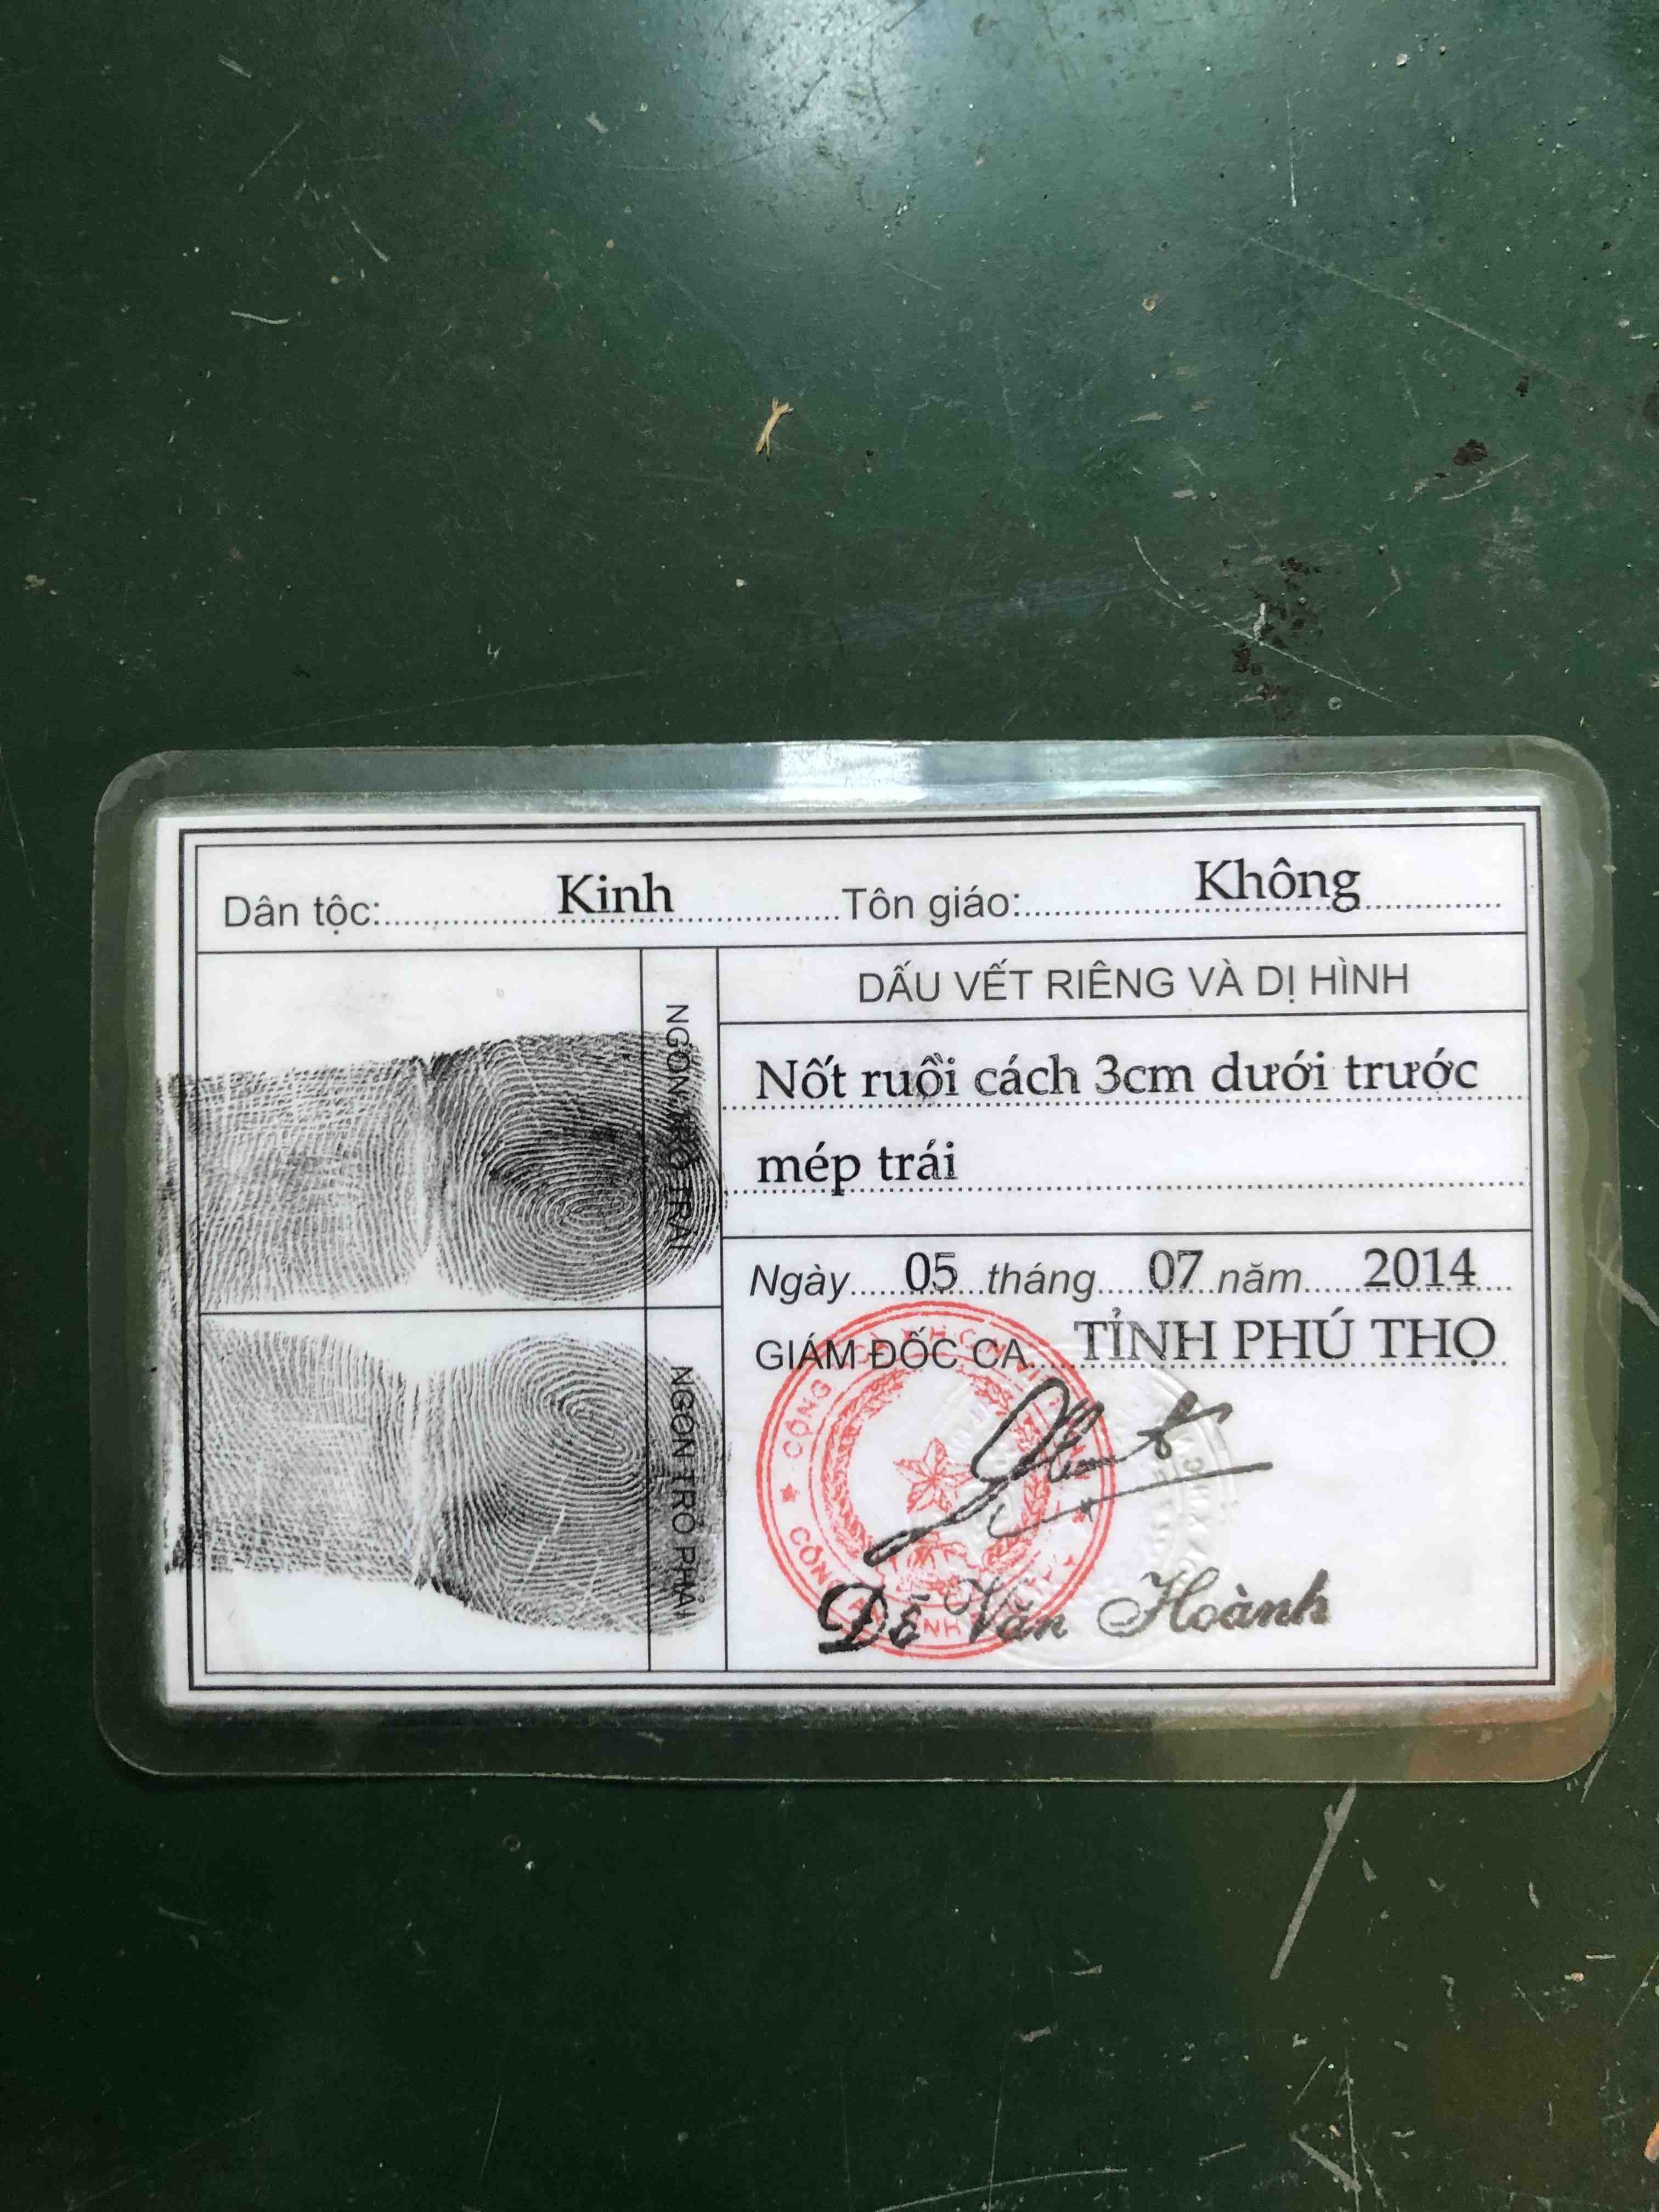 Dân tộc: Kinh Tôn giáo: Không
DẤU VẾT RIÊNG VÀ DỊ HÌNH
NGÓN TRỎ TRÁI
Nốt ruồi cách 3cm dưới trước
mép trái
Ngày 05 tháng 07 năm 2014
GIÁM ĐỐC CA TỈNH PHÚ THỌ
NGÓN TRỎ PHẢI
Đỗ Văn Hoành